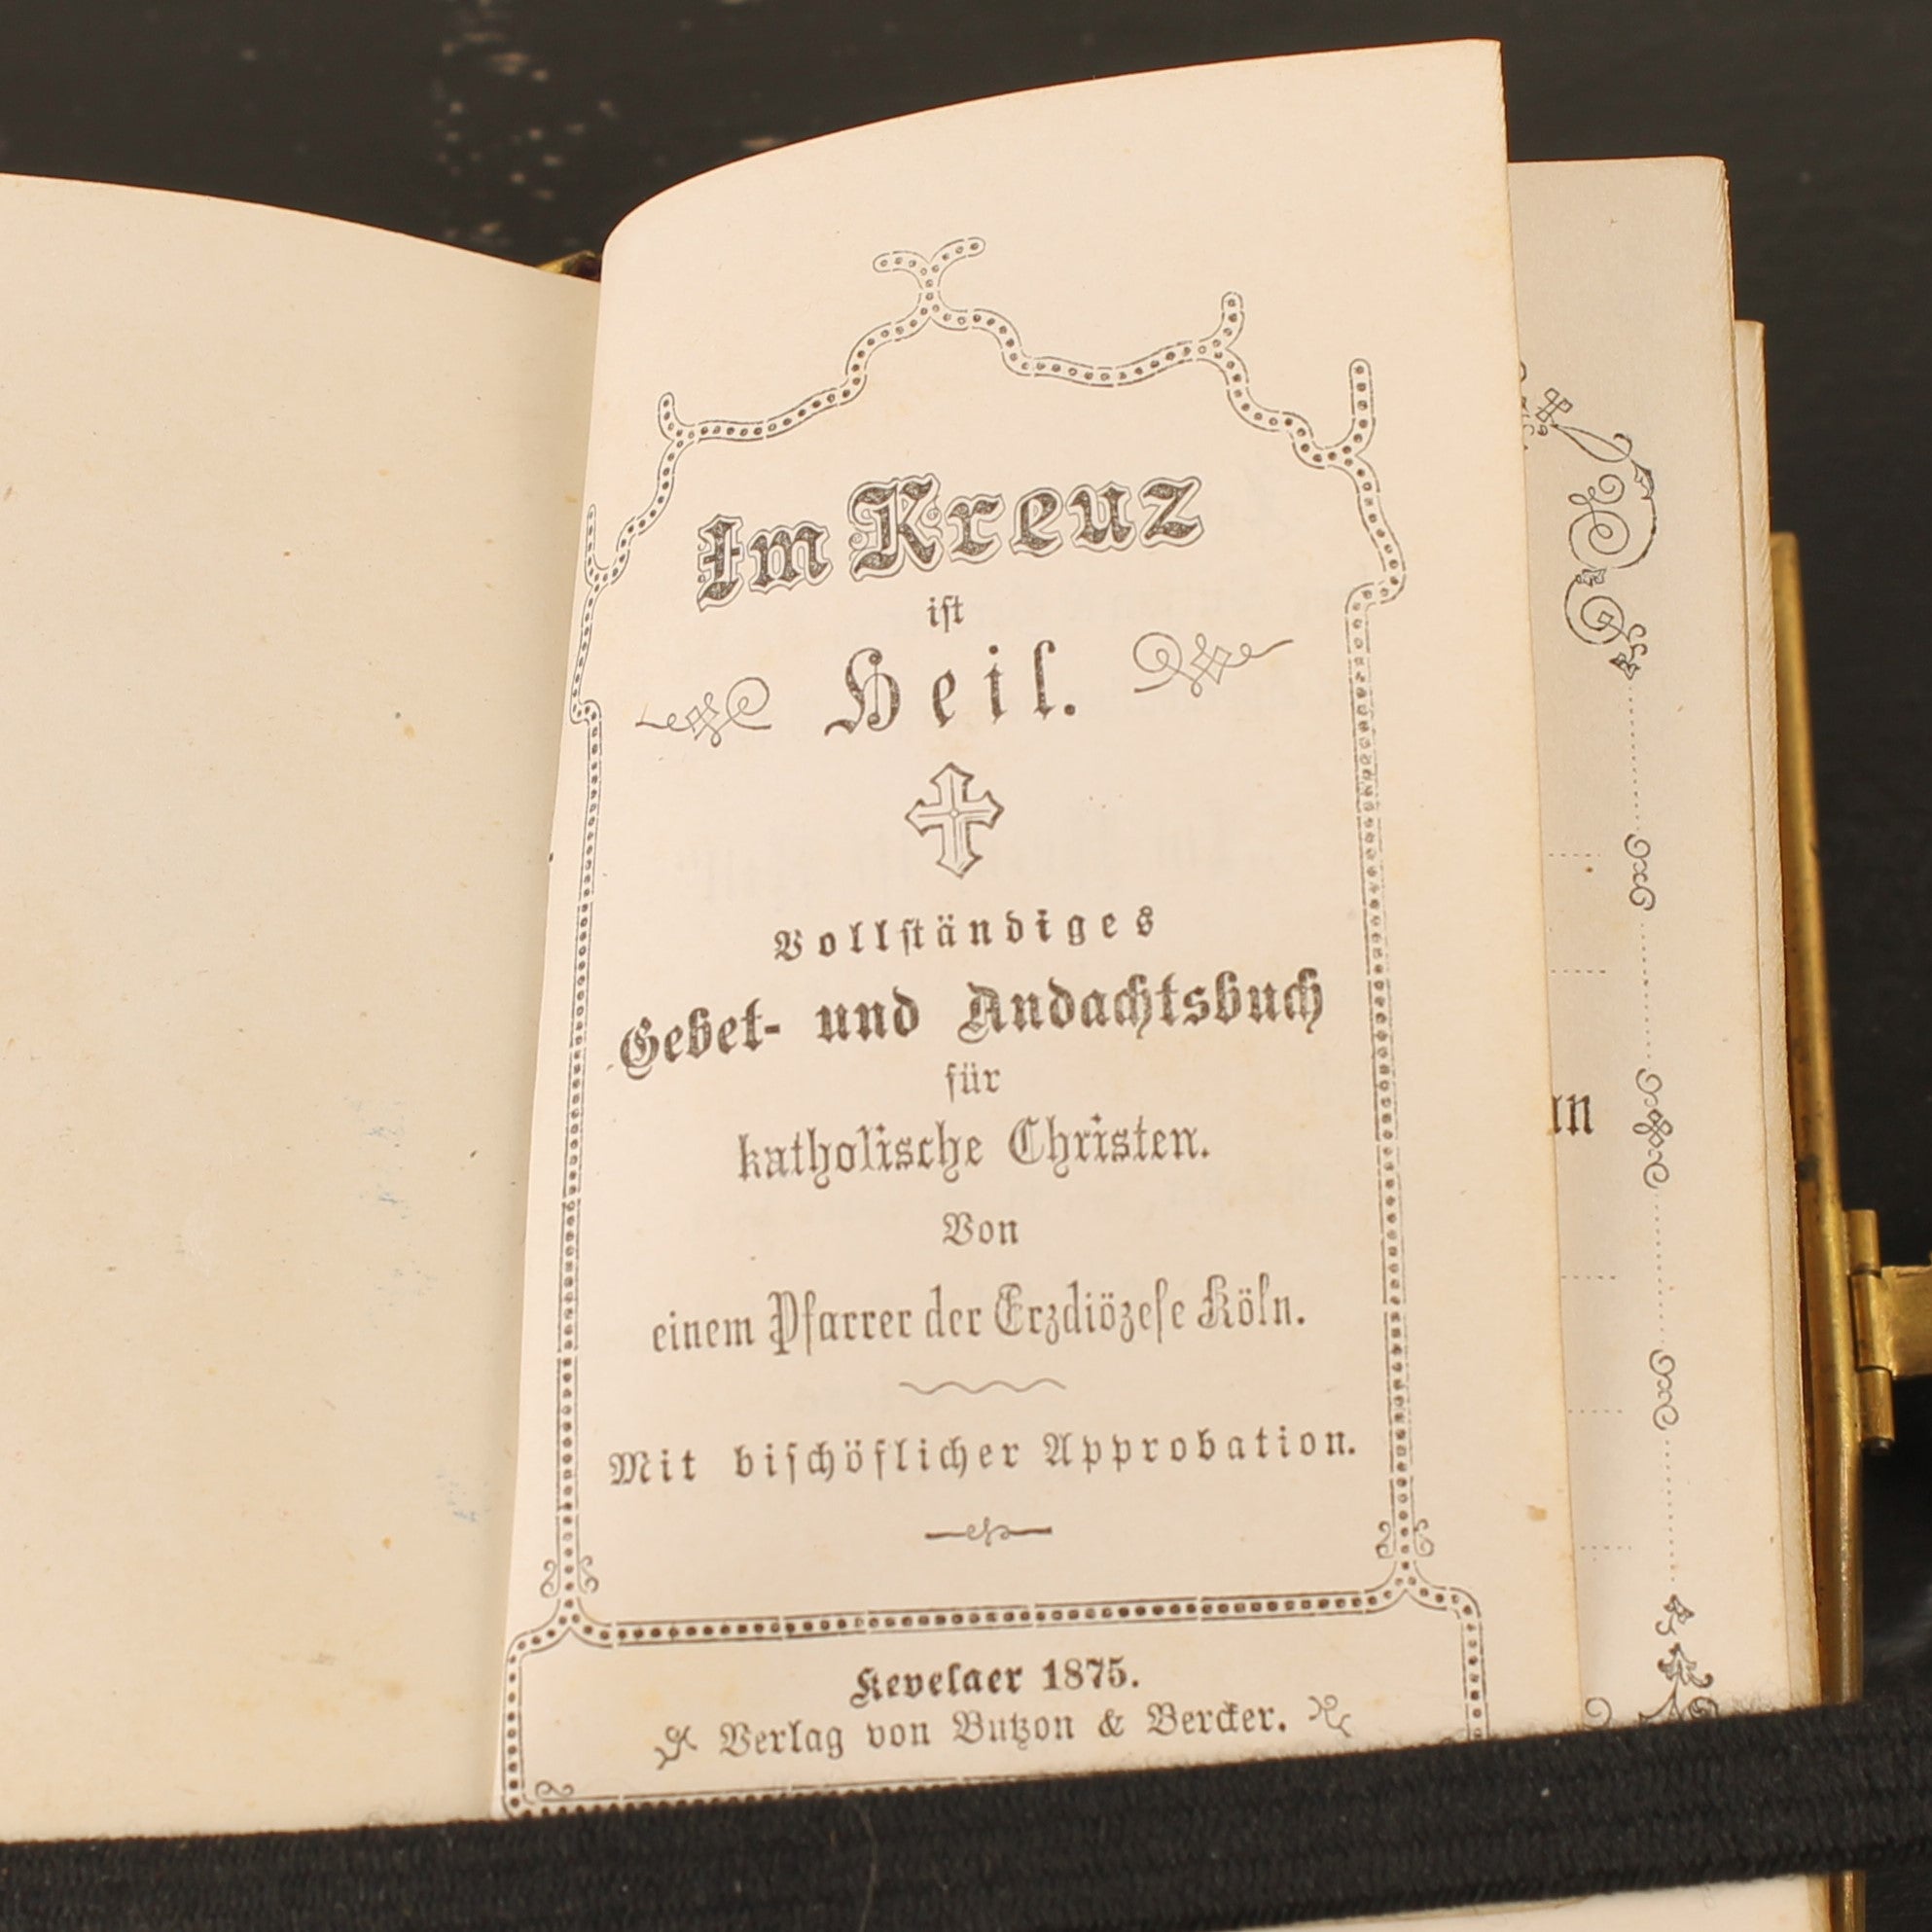 Im Kreuz
ist
Heil.
Vollständiges
Gebet- und Andachtsbuch
für
katholische Christen.
Von
einem Pfarrer der Erzdiözese Köln.
Mit bischöflicher Approbation.
Kevelaer 1875.
Verlag von Butzon & Bercker.